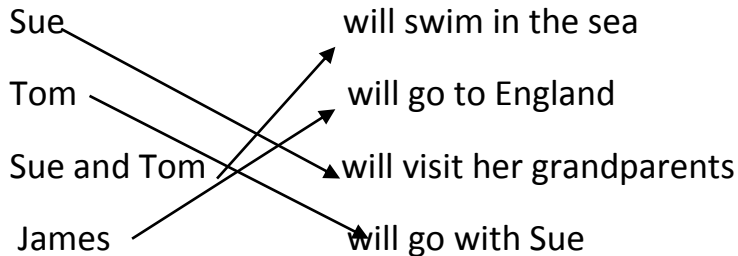 Sue will swim in the sea
Tom will go to England
Sue and Tom will visit her grandparents
James will go with Sue